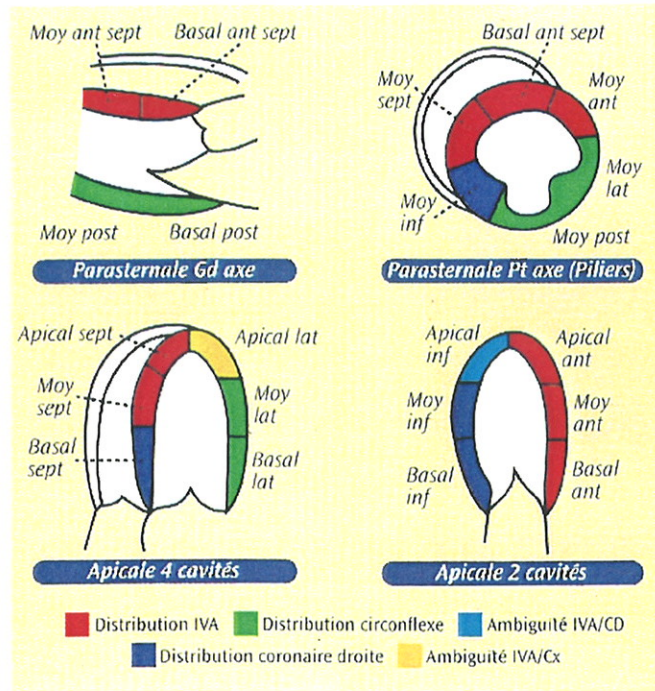 Moy ant sept
Basal ant sept
Moy post
Basal post
Parasternale Gd axe
Basal ant sept
Moy
sept
Moy
ant
Moy
lat
Moy
inf
Moy post
Parasternale Pt axe (Piliers)
Apical sept
Apical lat
Moy
sept
Moy
lat
Basal
sept
Basal
lat
Apicale 4 cavités
Apical
inf
Apical
ant
Moy
inf
Moy
ant
Basal
inf
Basal
ant
Apicale 2 cavités
Distribution IVA
Distribution circonflexe
Ambiguité IVA/CD
Distribution coronaire droite
Ambiguité IVA/Cx